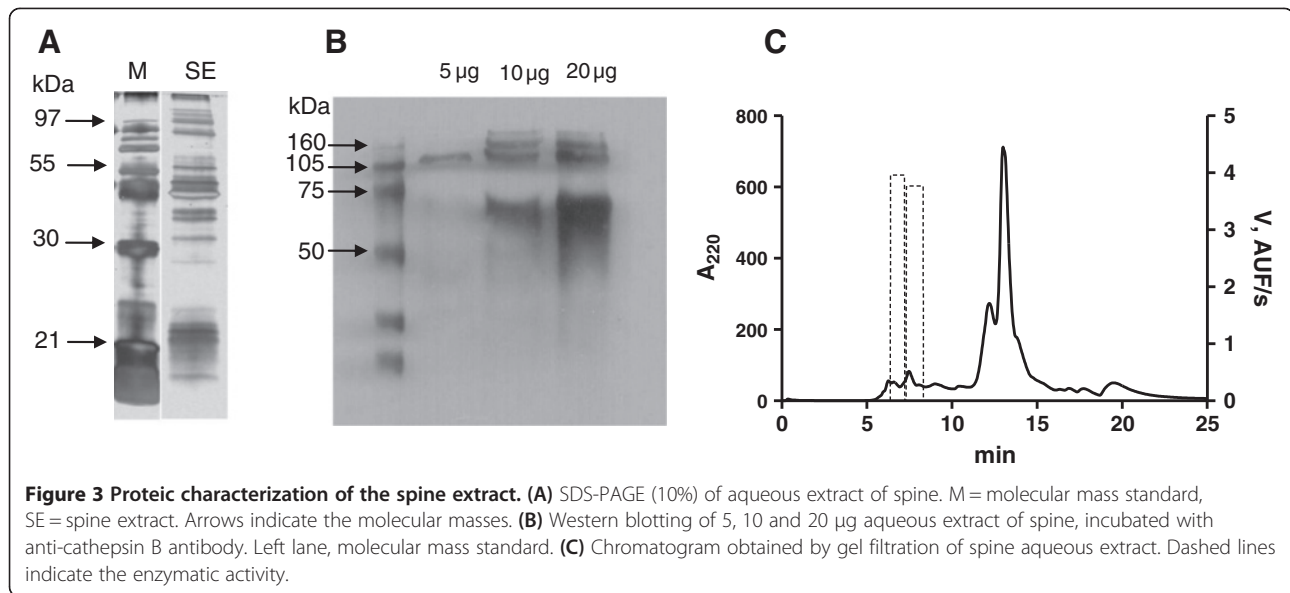 A
B
C
M SE
kDa
97
55
30
21
5 µg 10 µg 20 µg
kDa
160
105
75
50
800
600
400
200
0
A220
5
4
3
2
1
0
V, AUF/s
0 5 10 15 20 25
min
Figure 3 Proteic characterization of the spine extract. (A) SDS-PAGE (10%) of aqueous extract of spine. M = molecular mass standard,
SE = spine extract. Arrows indicate the molecular masses. (B) Western blotting of 5, 10 and 20 µg aqueous extract of spine, incubated with
anti-cathepsin B antibody. Left lane, molecular mass standard. (C) Chromatogram obtained by gel filtration of spine aqueous extract. Dashed lines
indicate the enzymatic activity.